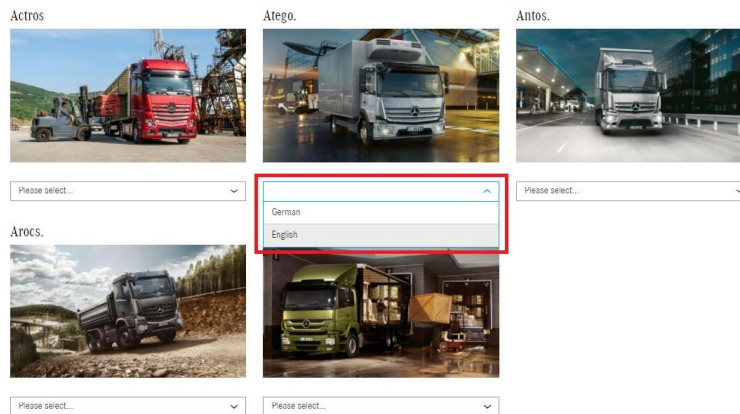 Actros
Atego.
Antos.
Please select...
Please select...
German
English
Arocs.
Please select...
Please select...